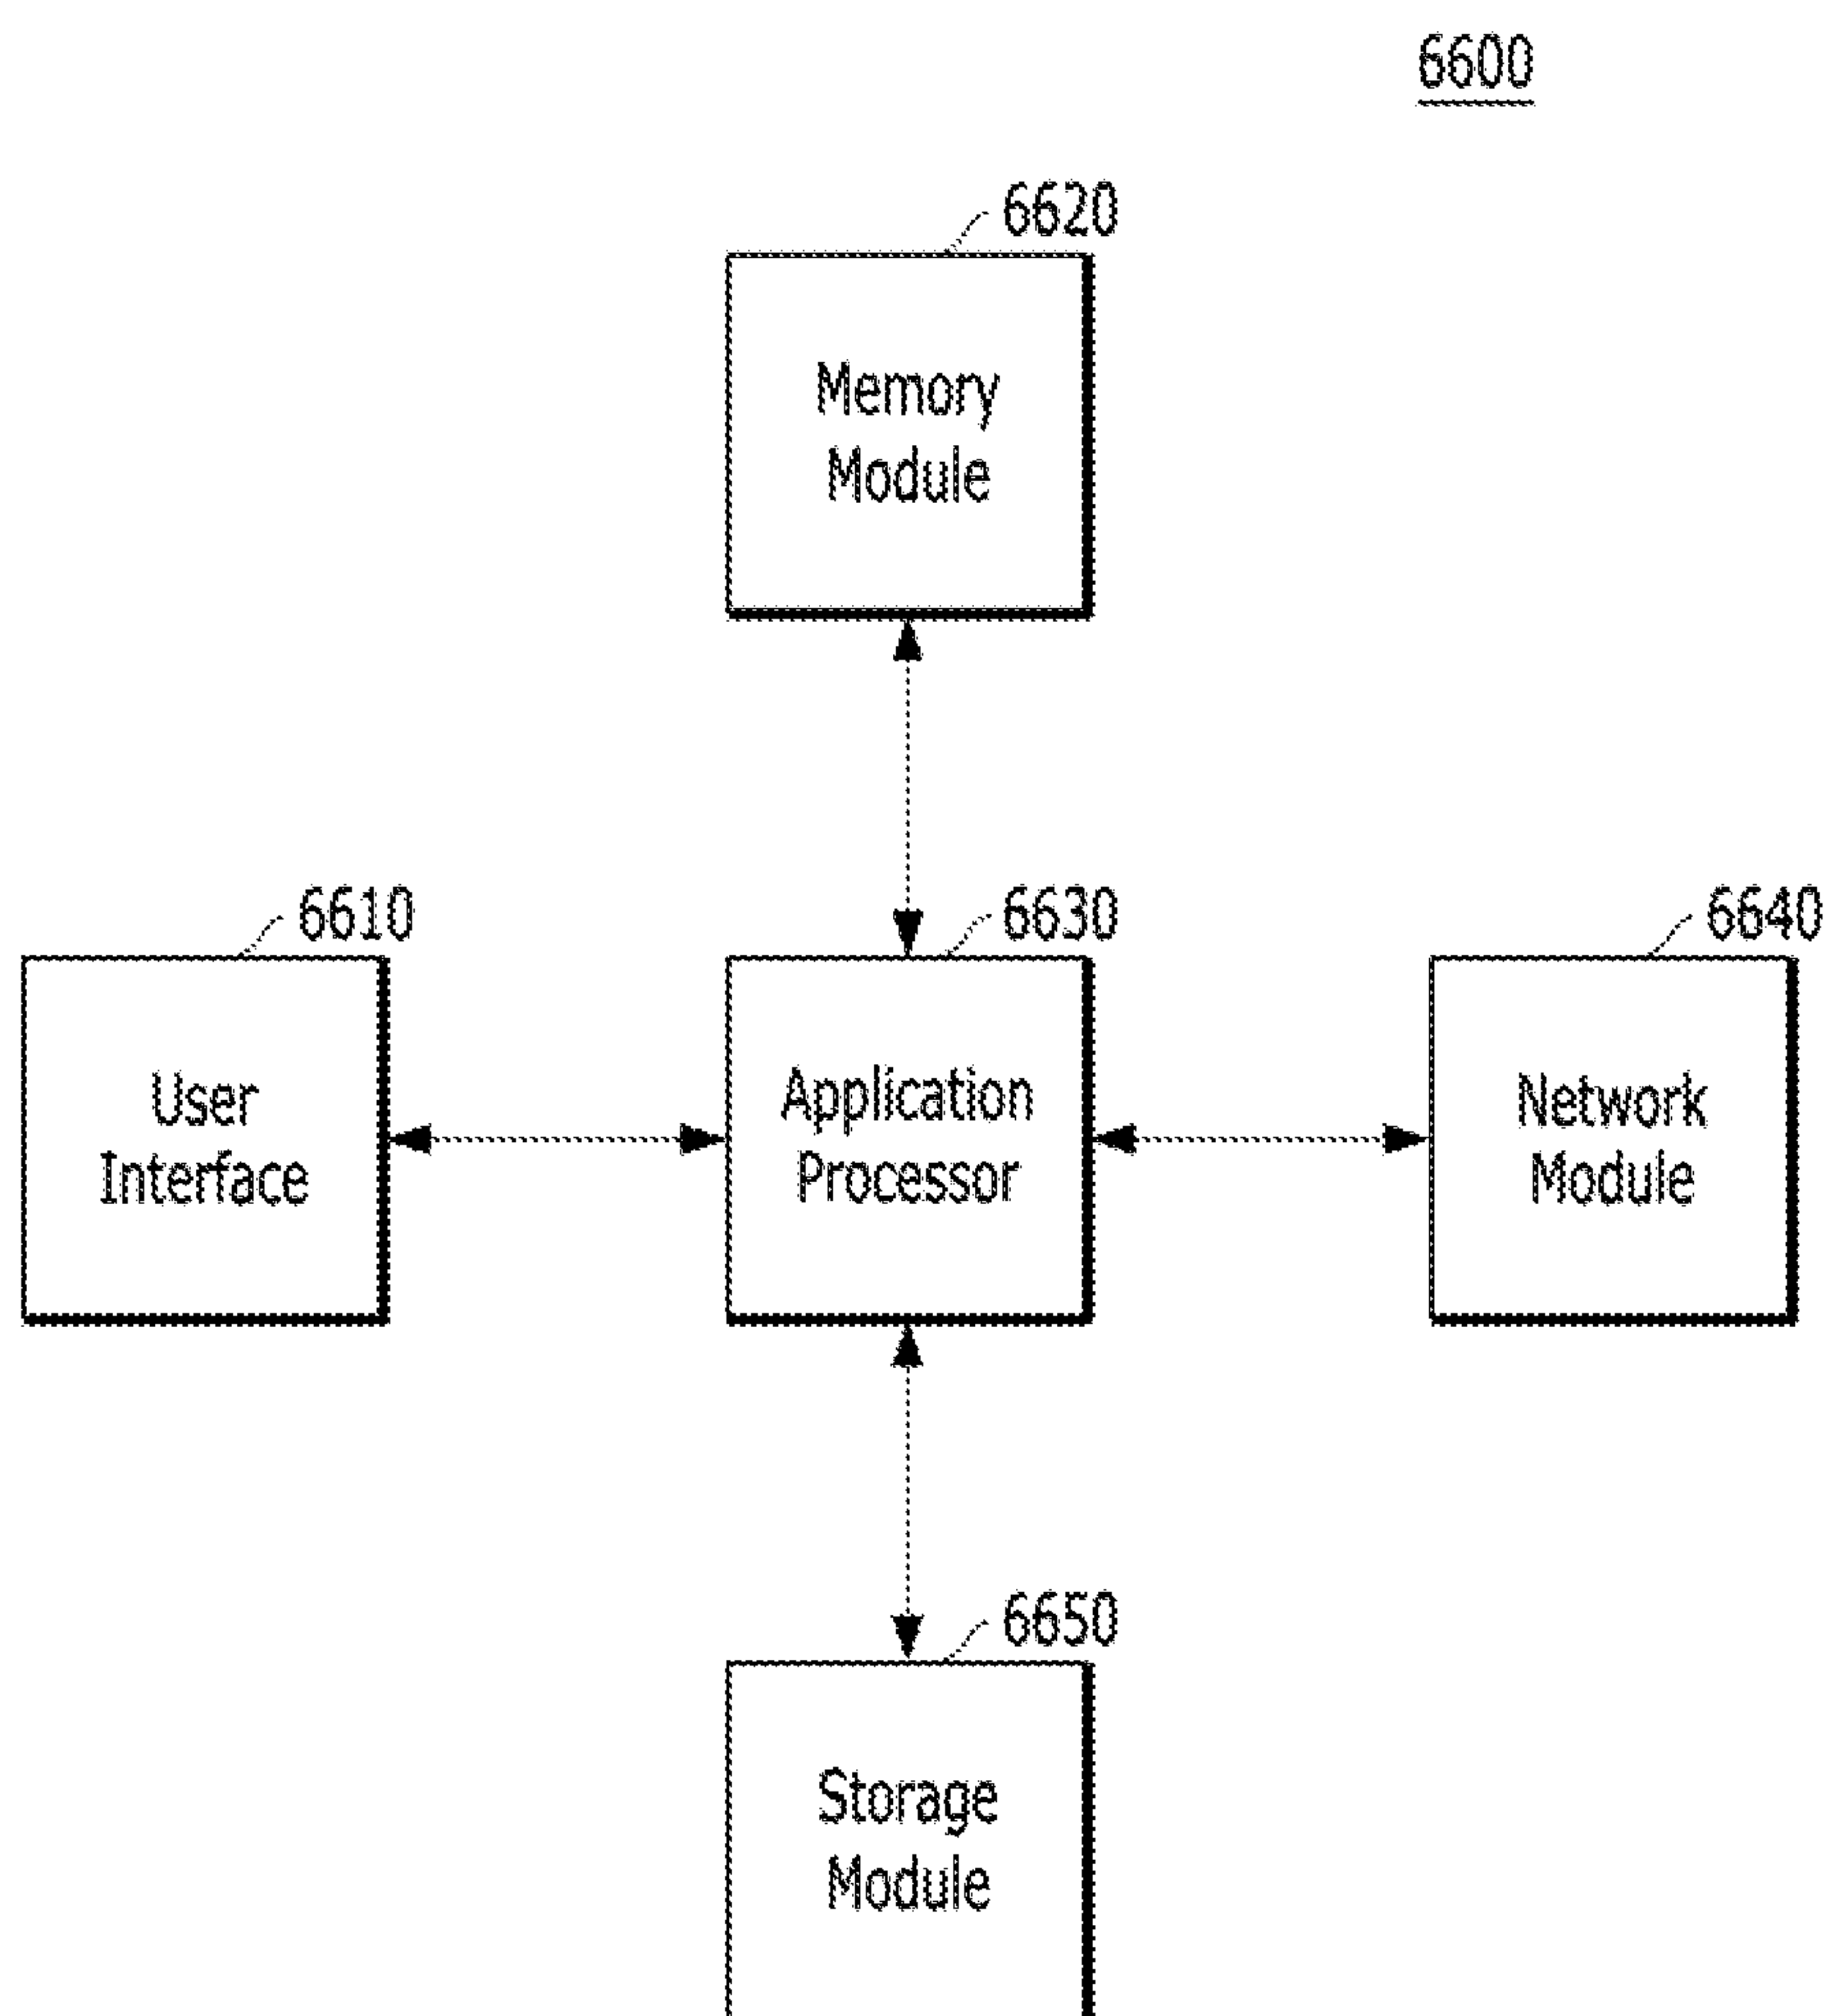 6600
6620
Memory
Module
6610
6630
6640
User
Interface
Application
Processor
Network
Module
6650
Storage
Module